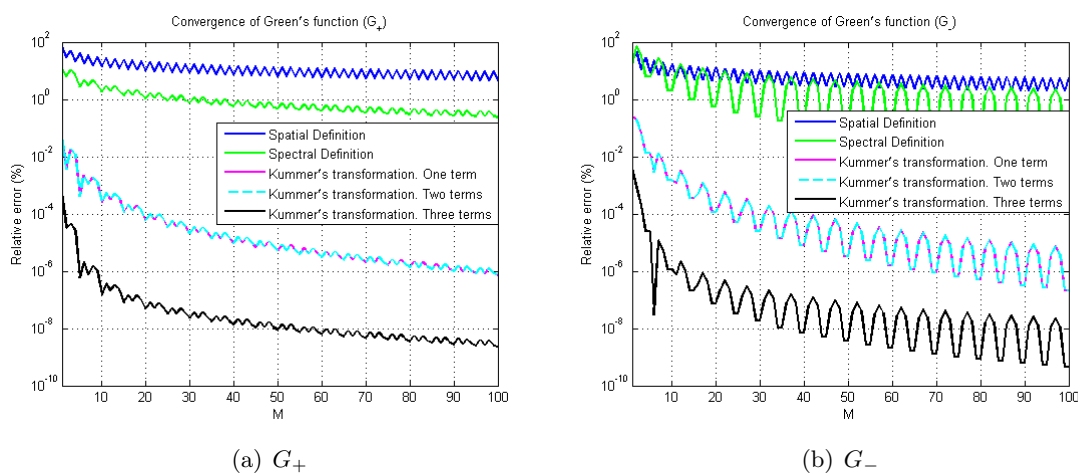 Convergence of Green's function (G+)
Relative error (%)
10^2
10^0
10^-2
10^-4
10^-6
10^-8
10^-10
Spatial Definition
Spectral Definition
Kummer's transformation. One term
Kummer's transformation. Two terms
Kummer's transformation. Three terms
10 20 30 40 50 60 70 80 90 100
M
(a) G+
Convergence of Green's function (G-)
Relative error (%)
10^2
10^0
10^-2
10^-4
10^-6
10^-8
10^-10
Spatial Definition
Spectral Definition
Kummer's transformation. One term
Kummer's transformation. Two terms
Kummer's transformation. Three terms
10 20 30 40 50 60 70 80 90 100
M
(b) G−